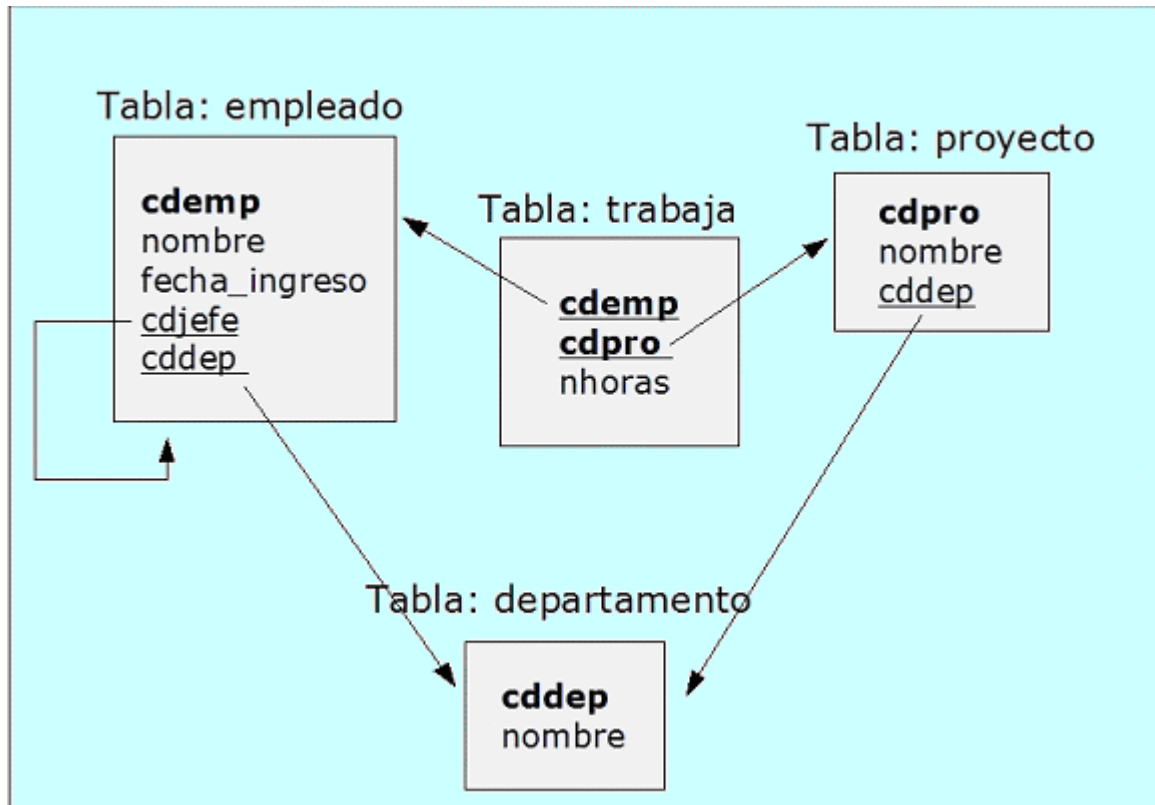 Tabla: empleado
cdemp
nombre
fecha_ingreso
cdjefe
cddep
Tabla: trabaja
cdemp
cdpro
nhoras
Tabla: proyecto
cdpro
nombre
cddep
Tabla: departamento
cddep
nombre